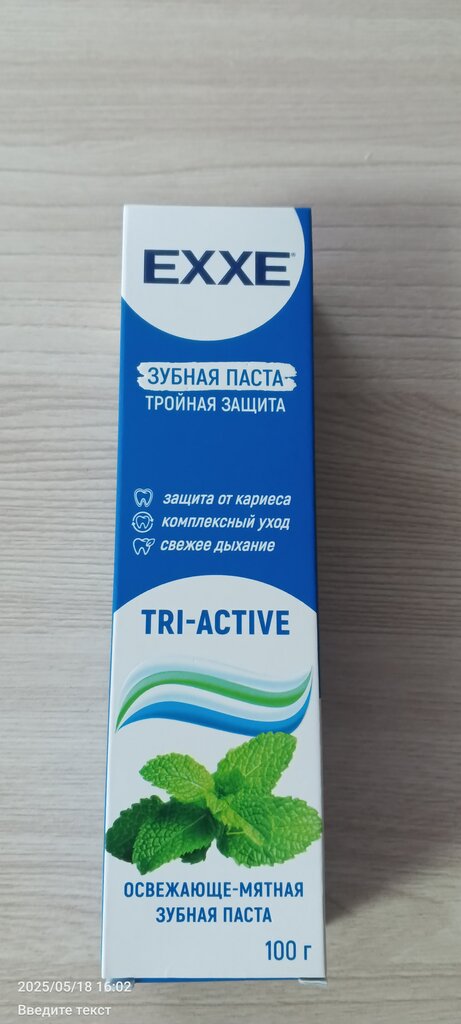 EXXE
ЗУБНАЯ ПАСТА
ТРОЙНАЯ ЗАЩИТА
защита от кариеса
комплексный уход
свежее дыхание
TRI-ACTIVE
ОСВЕЖАЮЩЕ-МЯТНАЯ
ЗУБНАЯ ПАСТА
100 г
2025/05/18 16:02
Введите текст